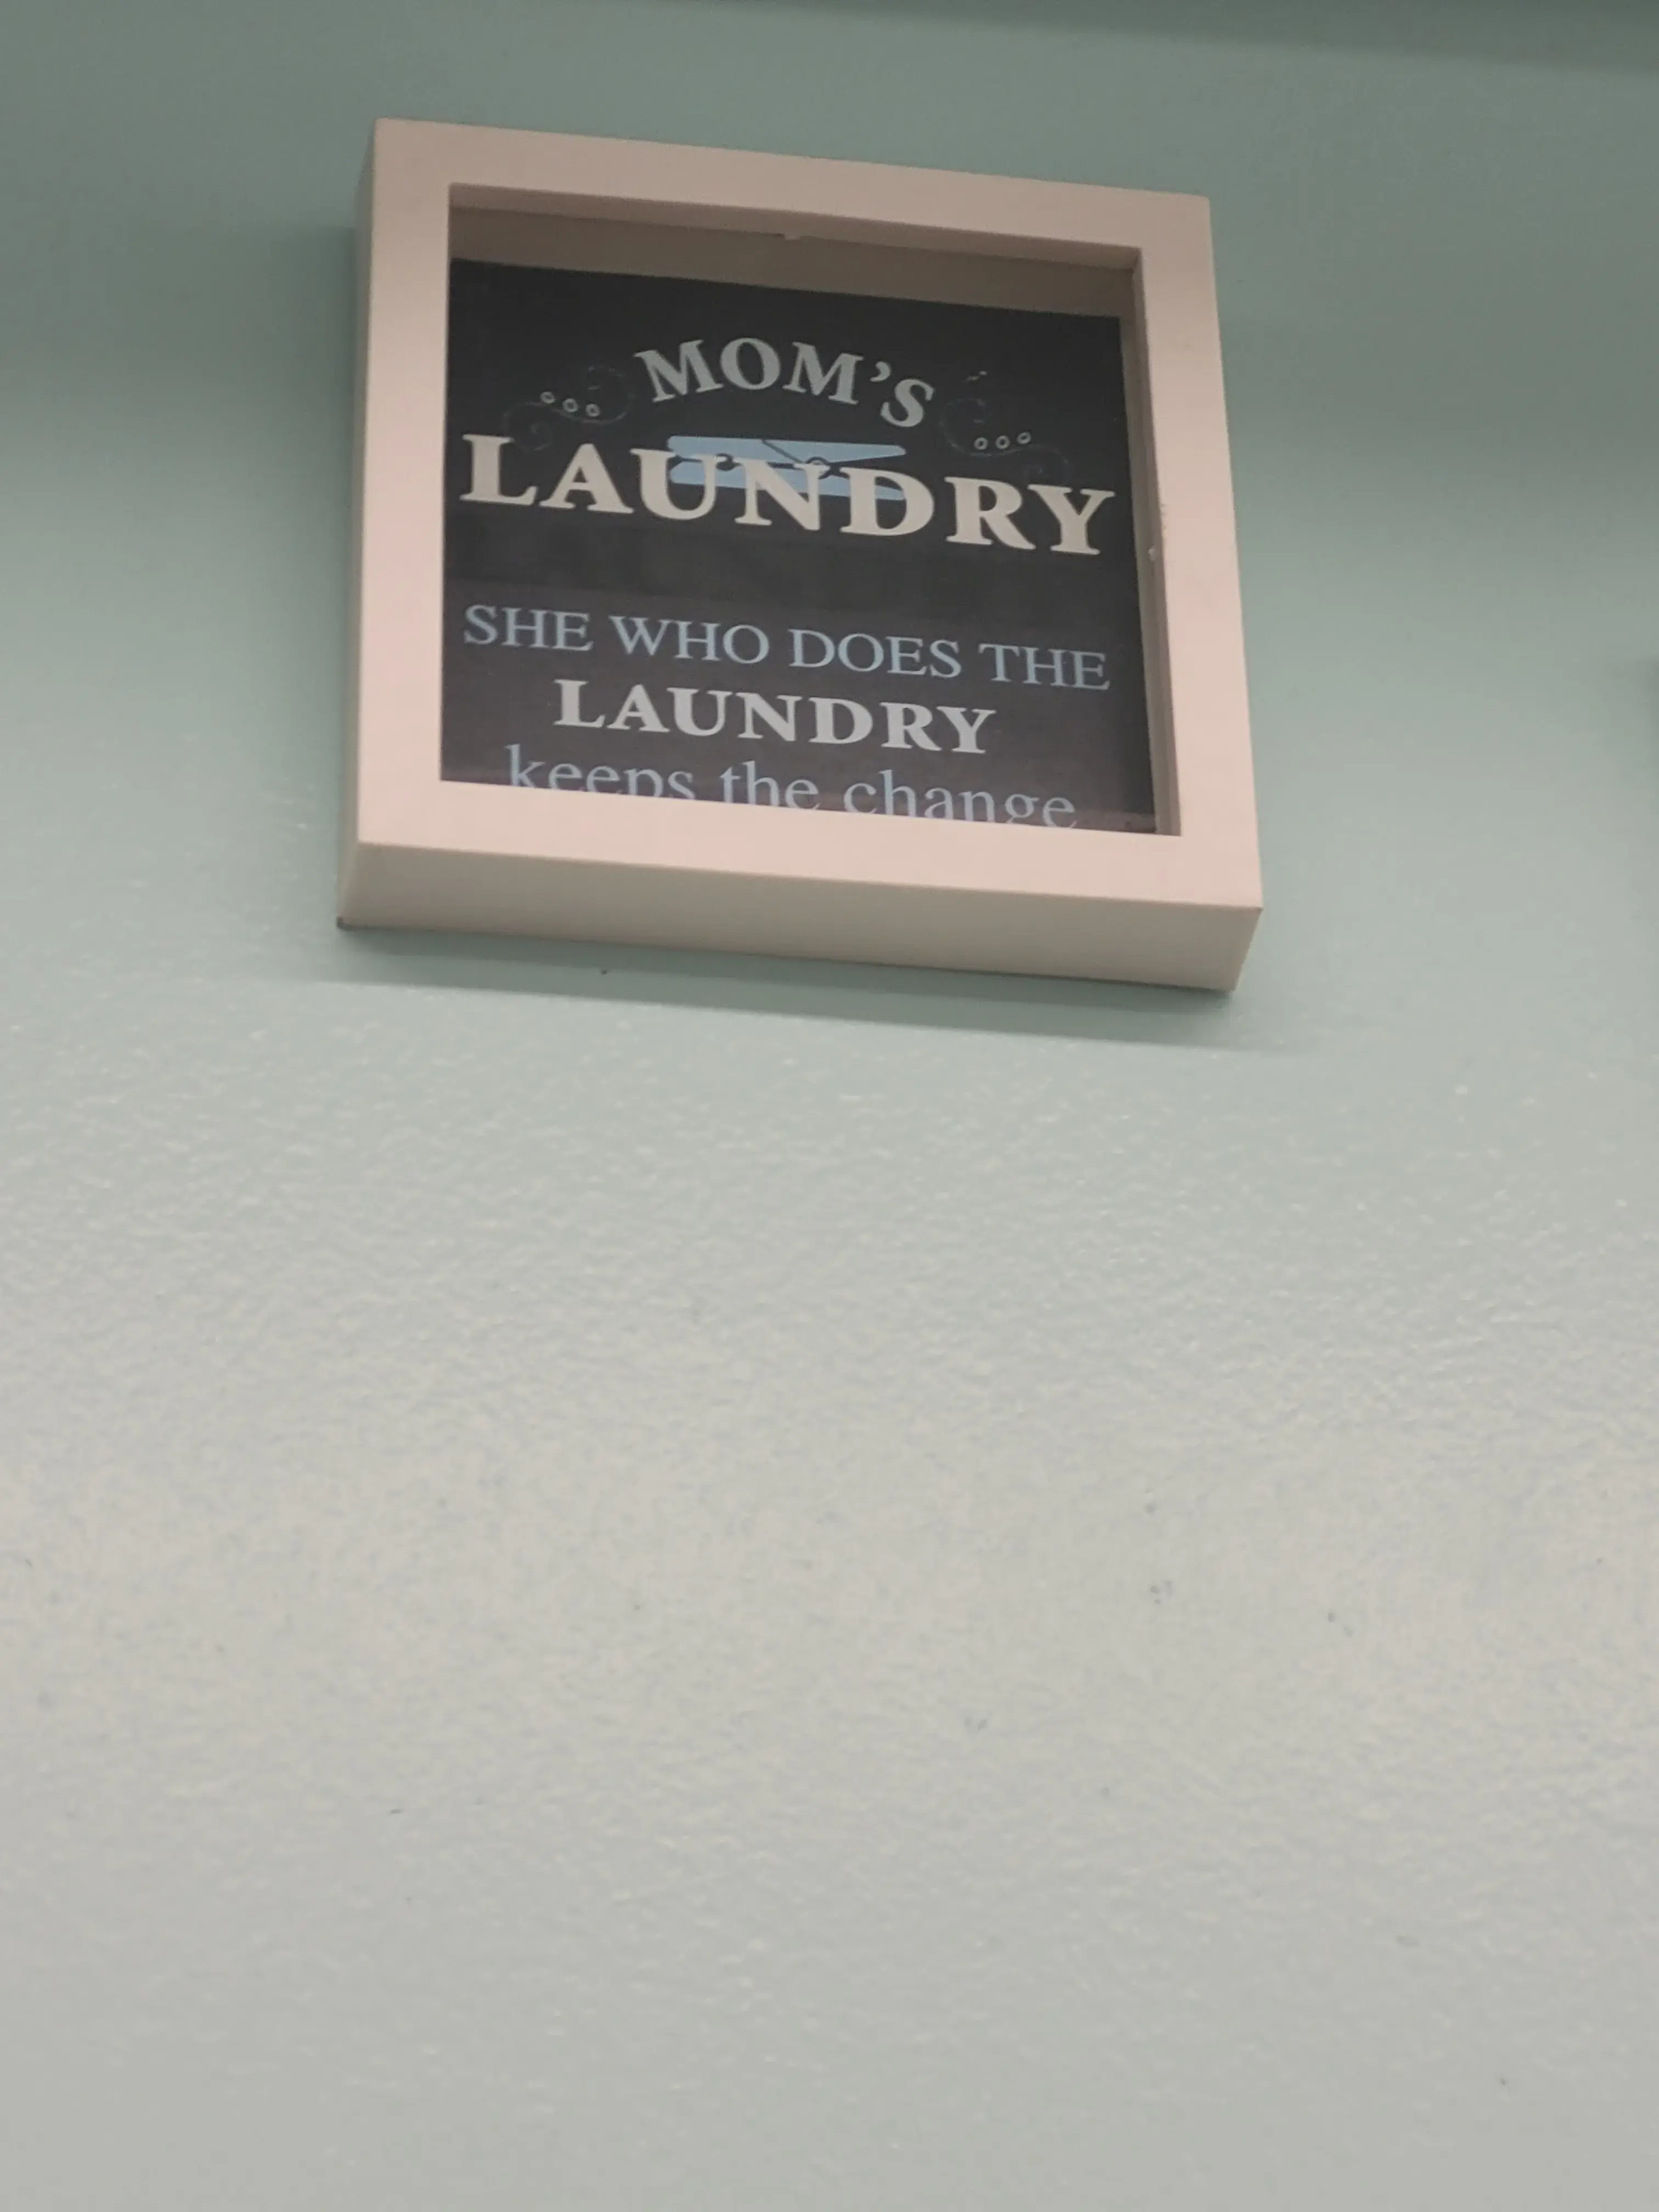 MOM'S
LAUNDRY
SHE WHO DOES THE
LAUNDRY
keeps the change